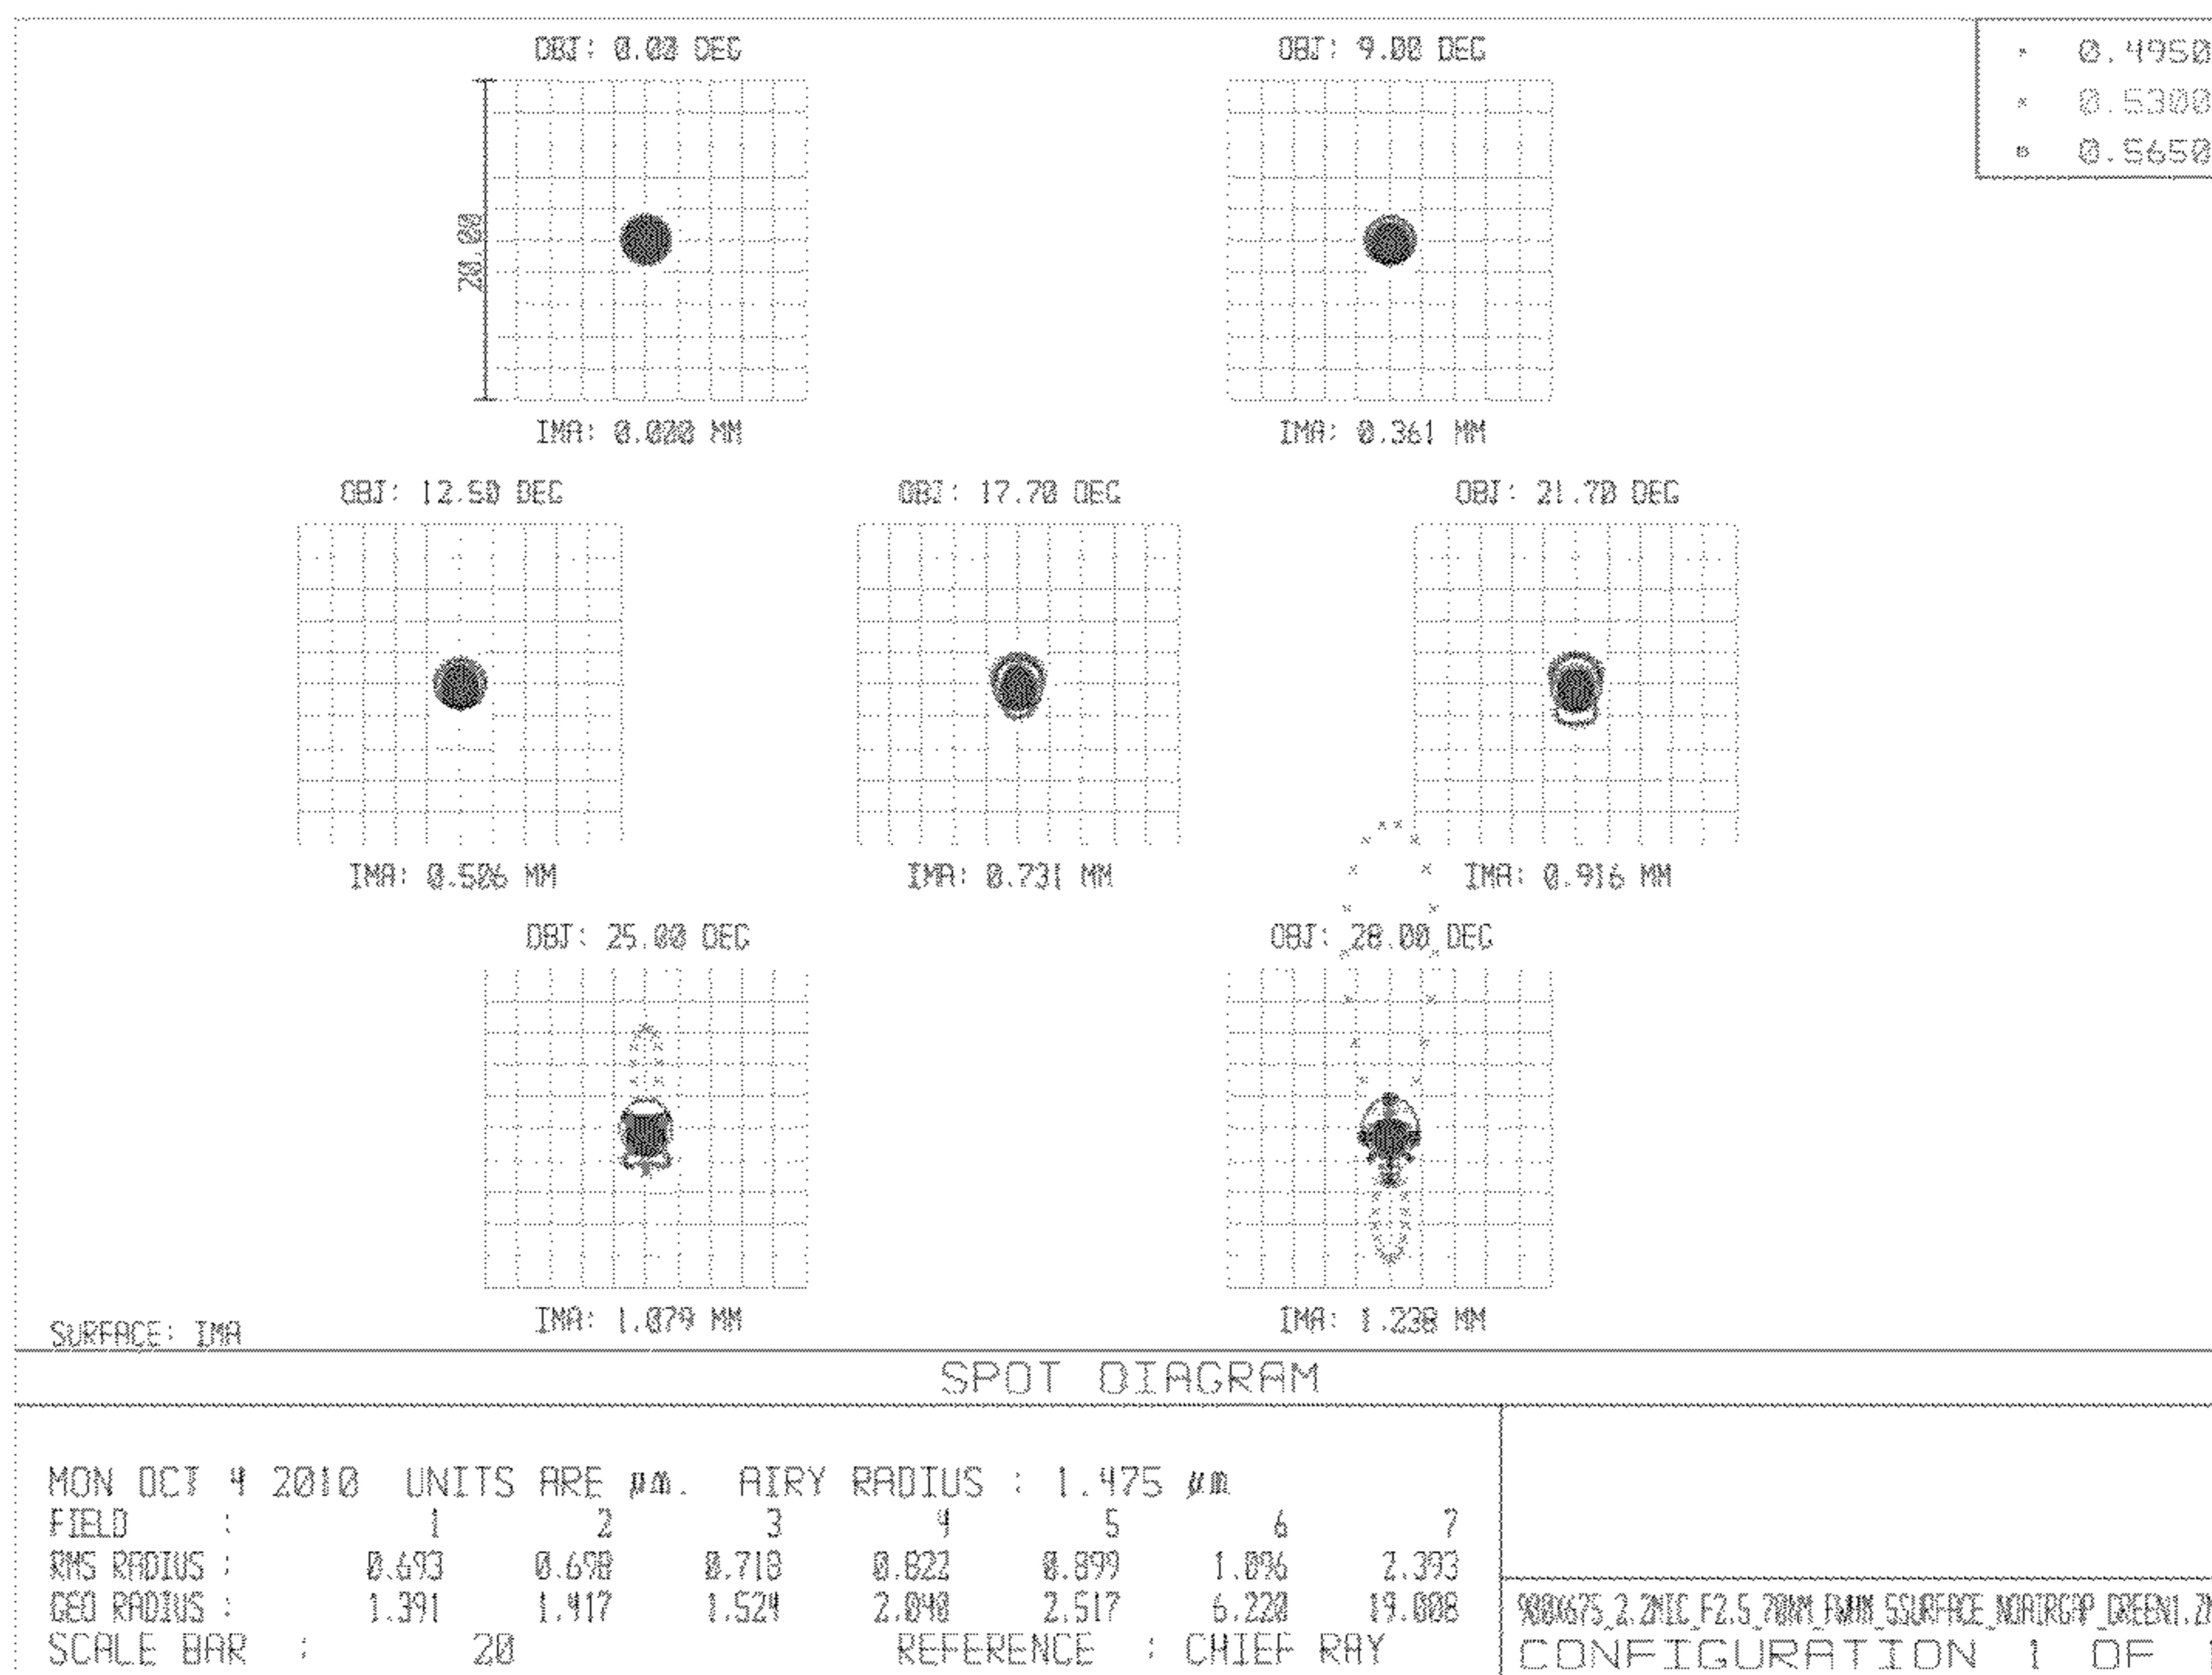 OBJ: 0.00 DEG
OBJ: 9.00 DEG
0.4950
0.5300
0.5650
20.00
IMA: 0.000 MM
IMA: 0.361 MM
OBJ: 12.50 DEG
OBJ: 17.70 DEG
OBJ: 21.70 DEG
IMA: 0.506 MM
IMA: 0.731 MM
IMA: 0.916 MM
OBJ: 25.00 DEG
OBJ: 28.00 DEG
IMA: 1.079 MM
IMA: 1.238 MM
SURFACE: IMA
SPOT DIAGRAM
MON OCT 4 2010 UNITS ARE µm. AIRY RADIUS : 1.475 µm
FIELD : 1 2 3 4 5 6 7
RMS RADIUS : 0.693 0.698 0.718 0.822 0.899 1.096 2.393
GEO RADIUS : 1.391 1.417 1.524 2.040 2.517 6.220 19.008
SCALE BAR : 20 REFERENCE : CHIEF RAY
900X675_2.2MIC_F2.5_70NM_FWHM_5SURFACE_NOAIRGAP_GREEN1.ZM
CONFIGURATION 1 OF